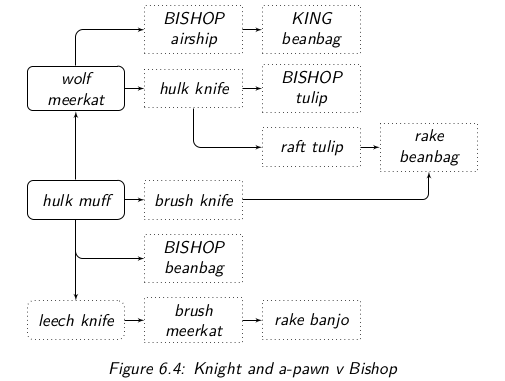 BISHOP
airship
KING
beanbag
wolf
meerkat
hulk knife
BISHOP
tulip
raft tulip
rake
beanbag
hulk muff
brush knife
BISHOP
beanbag
leech knife
brush
meerkat
rake banjo
Figure 6.4: Knight and a-pawn v Bishop